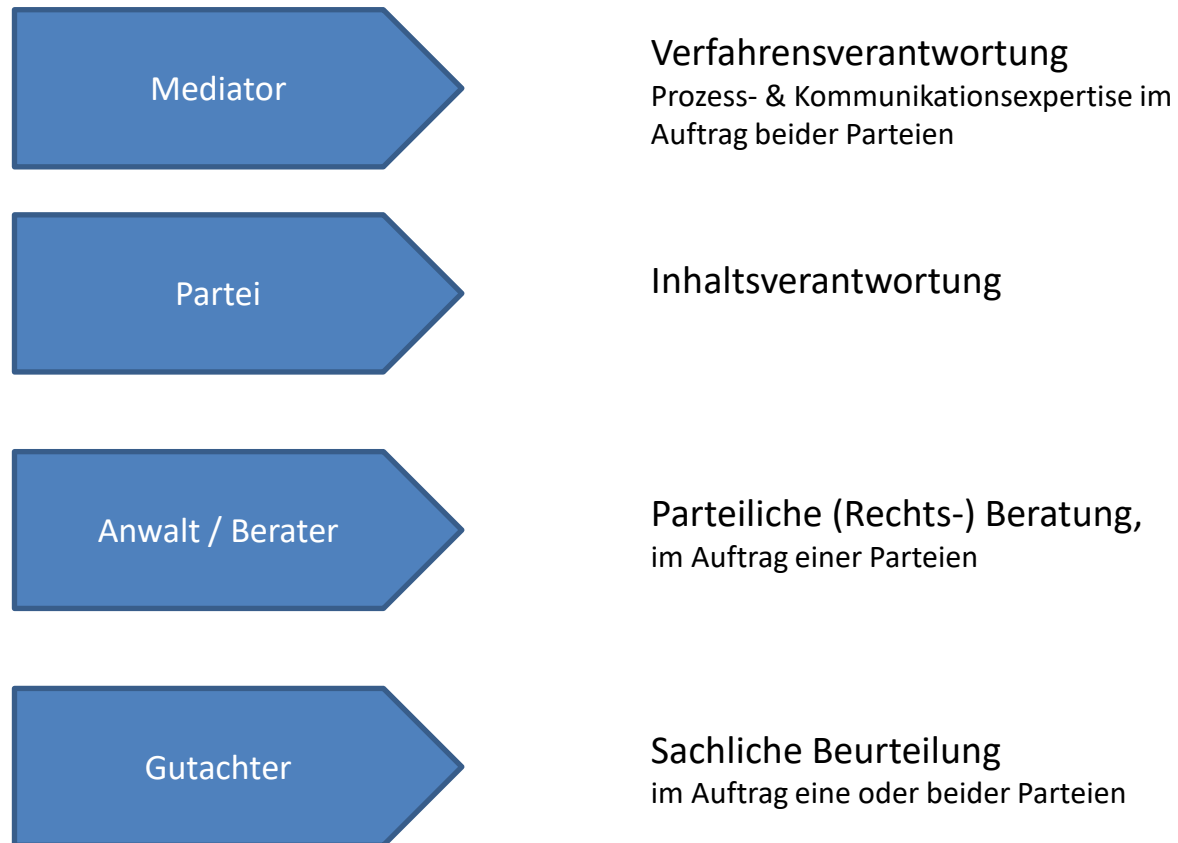 Mediator
Verfahrensverantwortung
Prozess- & Kommunikationsexpertise im
Auftrag beider Parteien
Partei
Inhaltsverantwortung
Anwalt / Berater
Parteiliche (Rechts-) Beratung,
im Auftrag einer Parteien
Gutachter
Sachliche Beurteilung
im Auftrag eine oder beider Parteien